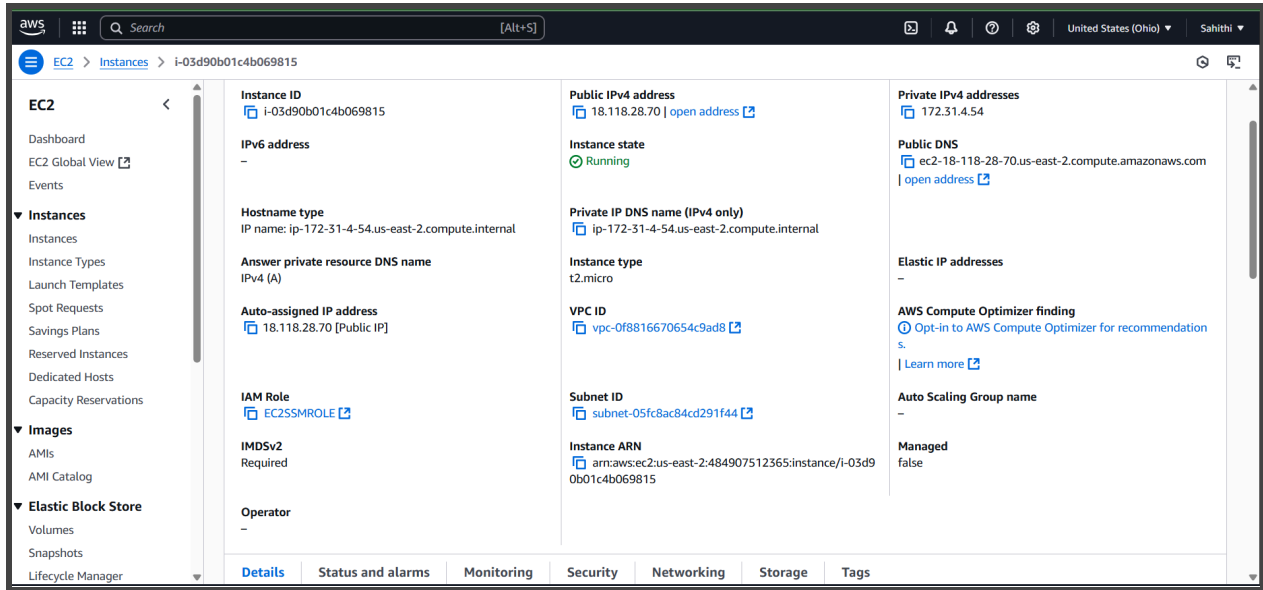 aws
Search
[Alt+S]
United States (Ohio) ▼
Sahithi ▼
EC2 > Instances > i-03d90b01c4b069815
EC2
Dashboard
EC2 Global View
Events
Instances
Instances
Instance Types
Launch Templates
Spot Requests
Savings Plans
Reserved Instances
Dedicated Hosts
Capacity Reservations
Images
AMIs
AMI Catalog
Elastic Block Store
Volumes
Snapshots
Lifecycle Manager
Instance ID
i-03d90b01c4b069815
Public IPv4 address
18.118.28.70 | open address
Private IPv4 addresses
172.31.4.54
IPv6 address
–
Instance state
Running
Public DNS
ec2-18-118-28-70.us-east-2.compute.amazonaws.com
| open address
Hostname type
IP name: ip-172-31-4-54.us-east-2.compute.internal
Private IP DNS name (IPv4 only)
ip-172-31-4-54.us-east-2.compute.internal
Answer private resource DNS name
IPv4 (A)
Instance type
t2.micro
Elastic IP addresses
–
Auto-assigned IP address
18.118.28.70 [Public IP]
VPC ID
vpc-0f8816670654c9ad8
AWS Compute Optimizer finding
Opt-in to AWS Compute Optimizer for recommendation
s.
| Learn more
IAM Role
EC2SSMROLE
Subnet ID
subnet-05fc8ac84cd291f44
Auto Scaling Group name
–
IMDSv2
Required
Instance ARN
arn:aws:ec2:us-east-2:484907512365:instance/i-03d9
0b01c4b069815
Managed
false
Operator
–
Details
Status and alarms
Monitoring
Security
Networking
Storage
Tags